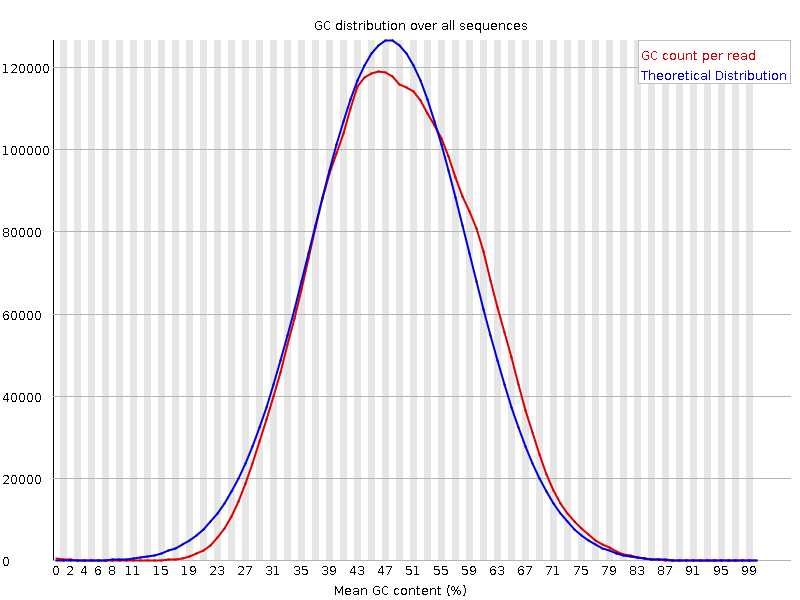 GC distribution over all sequences
GC count per read
Theoretical Distribution
120000
100000
80000
60000
40000
20000
0
0 2 4 6 8 11 15 19 23 27 31 35 39 43 47 51 55 59 63 67 71 75 79 83 87 91 95 99
Mean GC content (%)